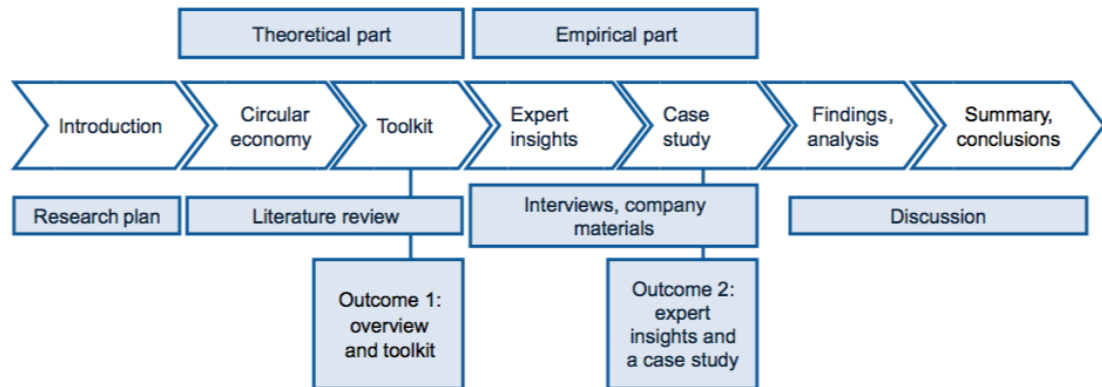 Theoretical part
Empirical part
Introduction
Circular
economy
Toolkit
Expert
insights
Case
study
Findings,
analysis
Summary,
conclusions
Research plan
Literature review
Interviews, company
materials
Discussion
Outcome 1:
overview
and toolkit
Outcome 2:
expert
insights and
a case study